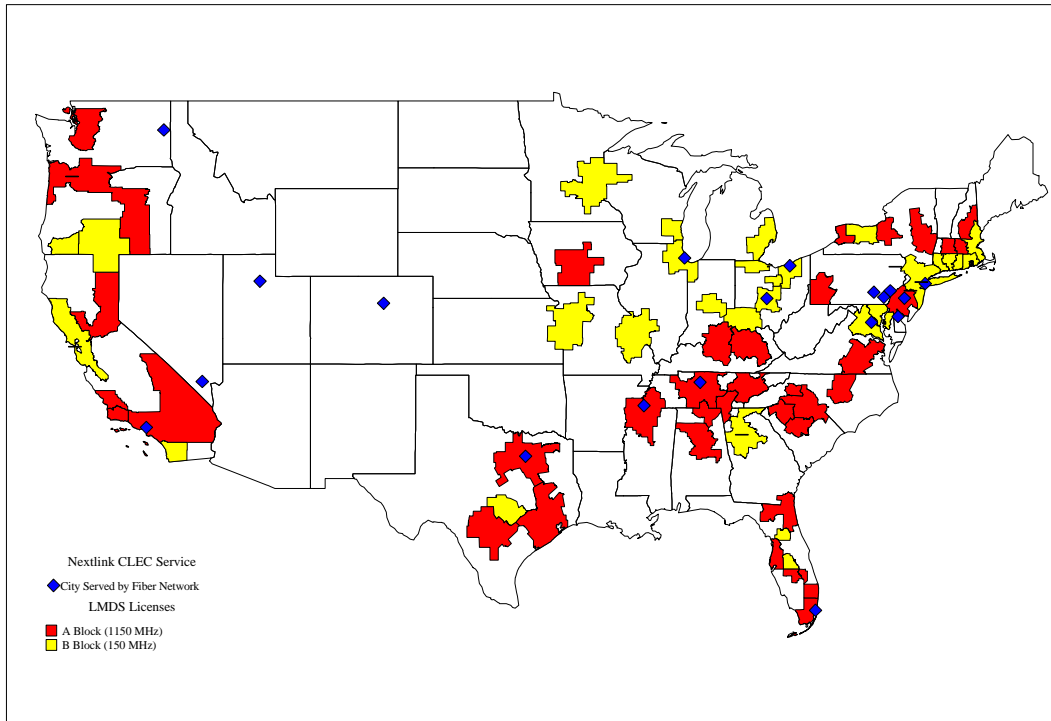 Nextlink CLEC Service
City Served by Fiber Network
LMDS Licenses
A Block (1150 MHz)
B Block (150 MHz)